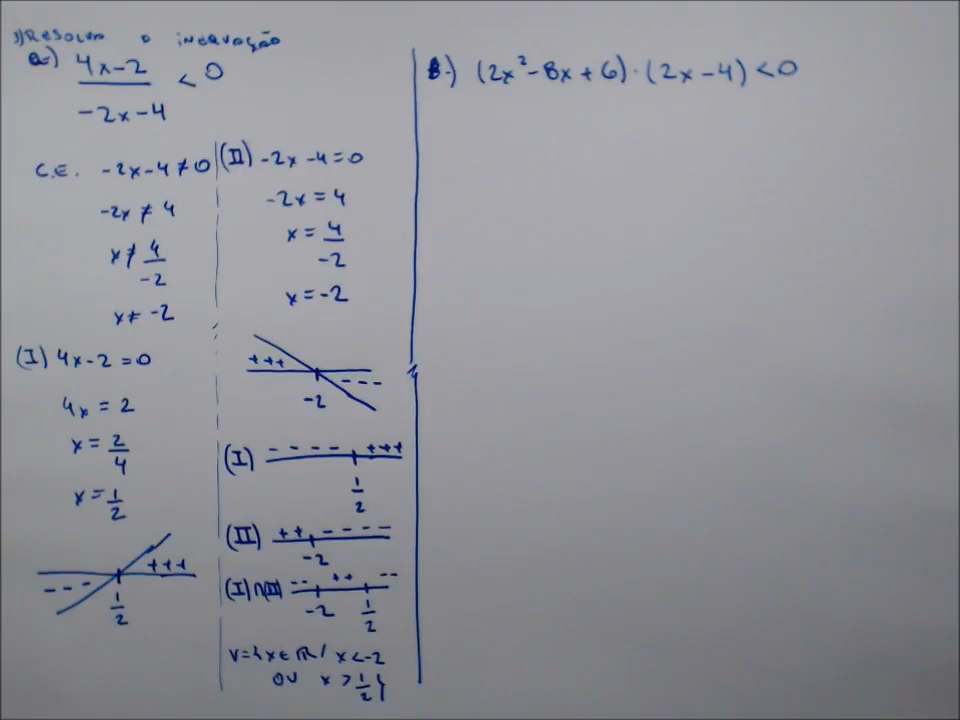 1) RESOLVA A INEQUAÇÃO
a-) 4x-2 / -2x-4 < 0
C.E. -2x-4 ≠ 0
-2x ≠ 4
x ≠ 4/-2
x ≠ -2
(I) 4x-2 = 0
4x = 2
x = 2/4
x = 1/2
- - - + + +
1/2
(II) -2x-4 = 0
-2x = 4
x = 4/-2
x = -2
+ + + - - -
-2
(I) - - - - + + +
1/2
(II) + + - - - -
-2
(I)∩(II) - - + + - -
-2 1/2
V={x∈ℝ/ x<-2
OU x > 1/2}
B-) (2x²-8x+6)·(2x-4)<0